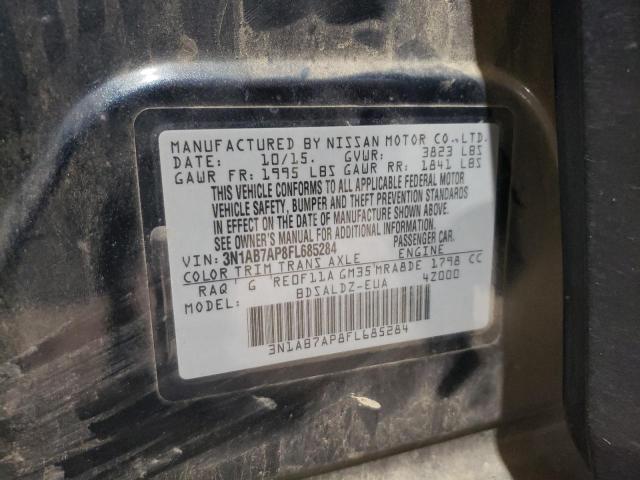 MANUFACTURED BY NISSAN MOTOR CO.,LTD.
DATE: 10/15. GVWR: 3823 LBS
GAWR FR: 1995 LBS GAWR RR: 1841 LBS
THIS VEHICLE CONFORMS TO ALL APPLICABLE FEDERAL MOTOR
VEHICLE SAFETY, BUMPER AND THEFT PREVENTION STANDARDS
IN EFFECT ON THE DATE OF MANUFACTURE SHOWN ABOVE.
SEE OWNER'S MANUAL FOR ADDITIONAL INFORMATION.
VIN: 3N1AB7AP8FL685284 PASSENGER CAR.
COLOR TRIM TRANS AXLE ENGINE
RAQ G RE0F11A GM35 MRA8DE 1798 CC
MODEL: BDSALDZ-EUA 4Z000
3N1AB7AP8FL685284